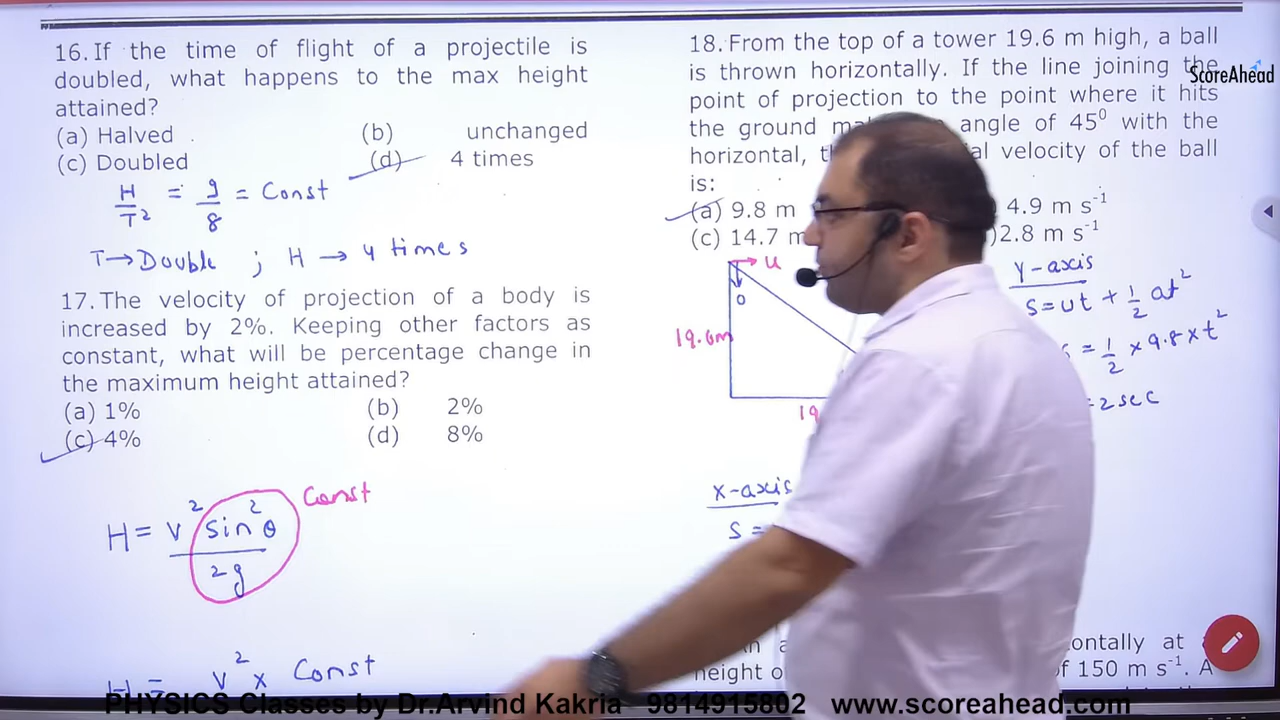 16. If the time of flight of a projectile is
doubled, what happens to the max height
attained?
(a) Halved (b) unchanged
(c) Doubled (d) 4 times
H/T² = g/8 = Const
T→Double ; H → 4 times
17. The velocity of projection of a body is
increased by 2%. Keeping other factors as
constant, what will be percentage change in
the maximum height attained?
(a) 1% (b) 2%
(c) 4% (d) 8%
Const
H = v² sin²θ
2g
v² x Const
18. From the top of a tower 19.6 m high, a ball
is thrown horizontally. If the line joining the
point of projection to the point where it hits
the ground angle of 45⁰ with the
horizontal, velocity of the ball
is:
(a) 9.8 m 4.9 m s⁻¹
(c) 14.7 m 2.8 m s⁻¹
u
0
19.6m
19
Y-axis
S = ut + 1/2 at²
= 1/2 x 9.8 x t²
= 2 sec
x-axis
S =
ontally at
height of 150 m s⁻¹. A
ScoreAhead
PHYSICS Classes by Dr.Arvind Kakria 9814915802 www.scoreahead.com